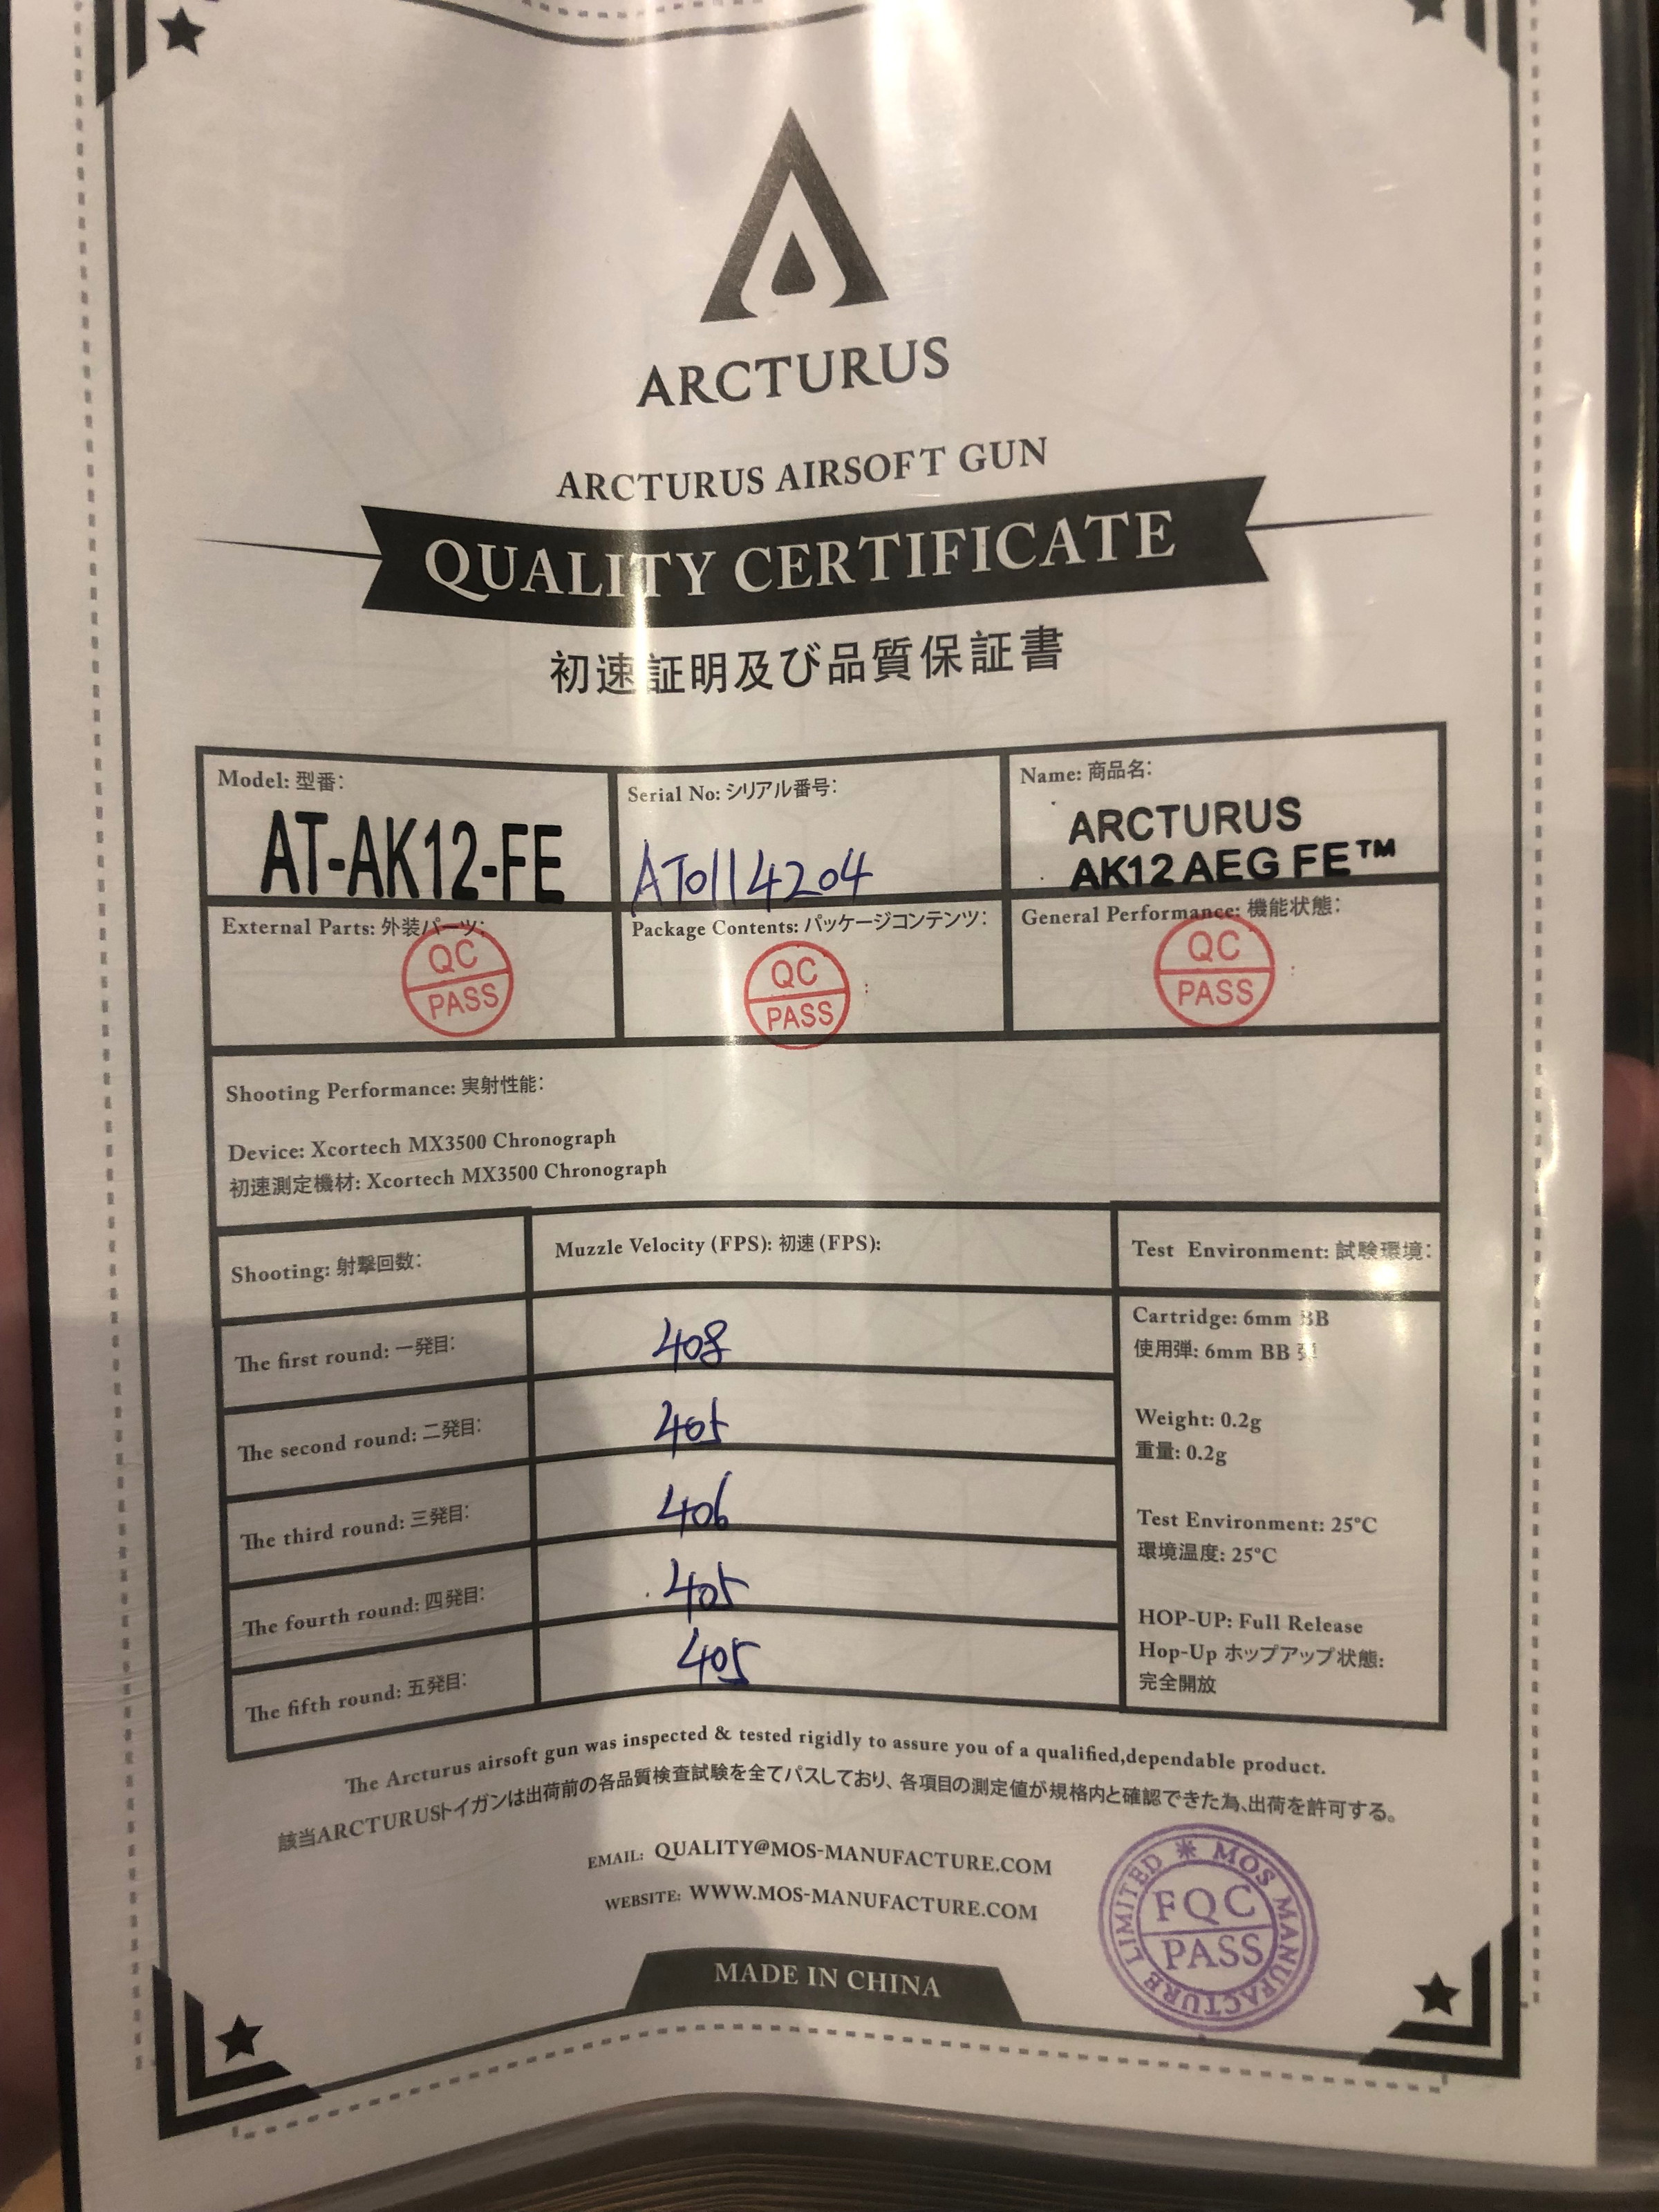 ARCTURUS
ARCTURUS AIRSOFT GUN
QUALITY CERTIFICATE
初速証明及び品質保証書
Model: 型番:
AT-AK12-FE
Serial No: シリアル番号:
AT0114204
Name: 商品名:
ARCTURUS
AK12 AEG FE™
External Parts: 外装パーツ:
QC
PASS
Package Contents: パッケージコンテンツ:
QC
PASS
General Performance: 機能状態:
QC
PASS
Shooting Performance: 実射性能:
Device: Xcortech MX3500 Chronograph
初速測定機材: Xcortech MX3500 Chronograph
Shooting: 射撃回数:
Muzzle Velocity (FPS): 初速 (FPS):
Test Environment: 試験環境:
The first round: 一発目:
408
The second round: 二発目:
405
The third round: 三発目:
406
The fourth round: 四発目:
405
The fifth round: 五発目:
405
Cartridge: 6mm BB
使用弾: 6mm BB 弾
Weight: 0.2g
重量: 0.2g
Test Environment: 25°C
環境温度: 25°C
HOP-UP: Full Release
Hop-Up ホップアップ状態:
完全開放
The Arcturus airsoft gun was inspected & tested rigidly to assure you of a qualified,dependable product.
該当ARCTURUSトイガンは出荷前の各品質検査試験を全てパスしており、各項目の測定値が規格内と確認できた為、出荷を許可する。
EMAIL: QUALITY@MOS-MANUFACTURE.COM
WEBSITE: WWW.MOS-MANUFACTURE.COM
MOS MANUFACTURE LIMITED
FQC
PASS
MADE IN CHINA